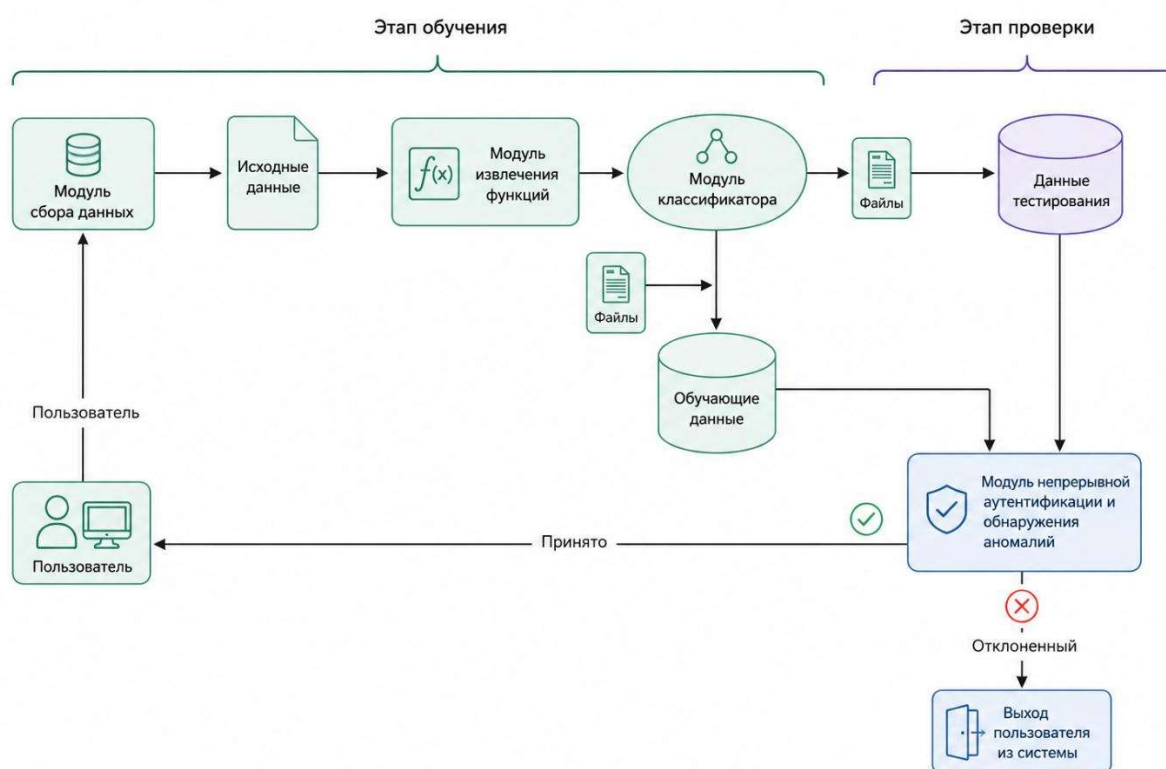 Этап обучения
Этап проверки
Модуль
сбора данных
Исходные
данные
f(x)
Модуль
извлечения
функций
Модуль
классификатора
Файлы
Данные
тестирования
Файлы
Обучающие
данные
Пользователь
Пользователь
Модуль непрерывной
аутентификации и
обнаружения
аномалий
Принято
Отклоненный
Выход
пользователя
из системы